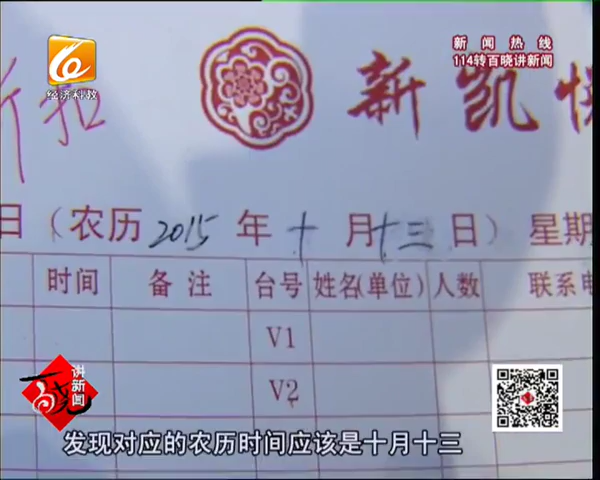 新闻热线
114转百晓讲新闻
经济科教
新凯悦
日（农历2015年十月十三日）星期
时间 备注 台号 姓名(单位) 人数 联系电
V1
V2
讲新闻
百晓
发现对应的农历时间应该是十月十三